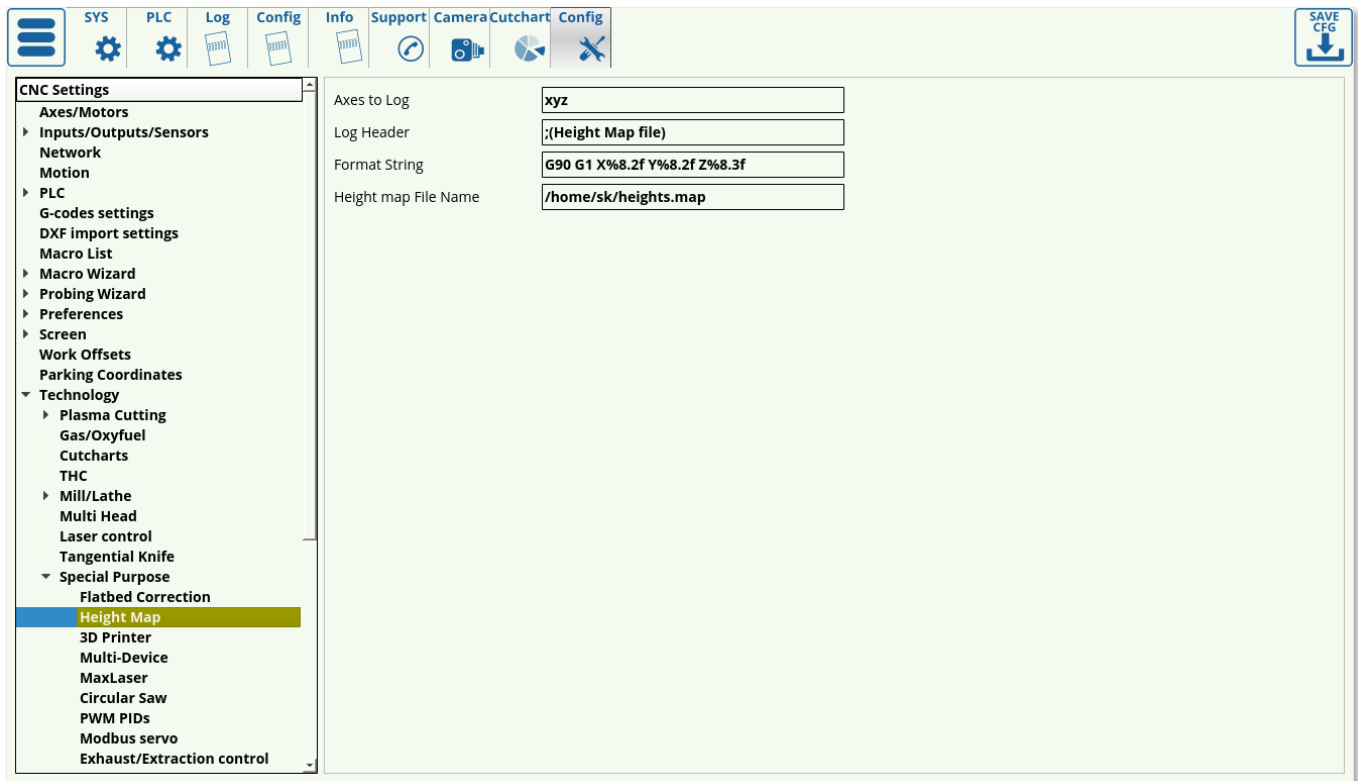 SYS PLC Log Config Info Support Camera Cutchart Config SAVE CFG
CNC Settings
Axes/Motors
Inputs/Outputs/Sensors
Network
Motion
PLC
G-codes settings
DXF import settings
Macro List
Macro Wizard
Probing Wizard
Preferences
Screen
Work Offsets
Parking Coordinates
Technology
Plasma Cutting
Gas/Oxyfuel
Cutcharts
THC
Mill/Lathe
Multi Head
Laser control
Tangential Knife
Special Purpose
Flatbed Correction
Height Map
3D Printer
Multi-Device
MaxLaser
Circular Saw
PWM PIDs
Modbus servo
Exhaust/Extraction control
Axes to Log xyz
Log Header ;(Height Map file)
Format String G90 G1 X%8.2f Y%8.2f Z%8.3f
Height map File Name /home/sk/heights.map